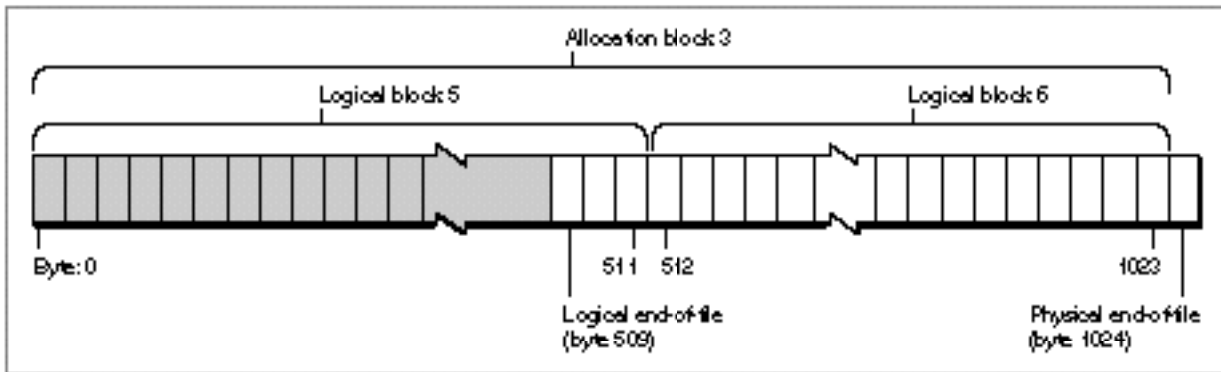 Allocation block 3
Logical block 5
Logical block 6
Byte: 0
511
512
1023
Logical end-of-file
(byte 509)
Physical end-of-file
(byte 1024)